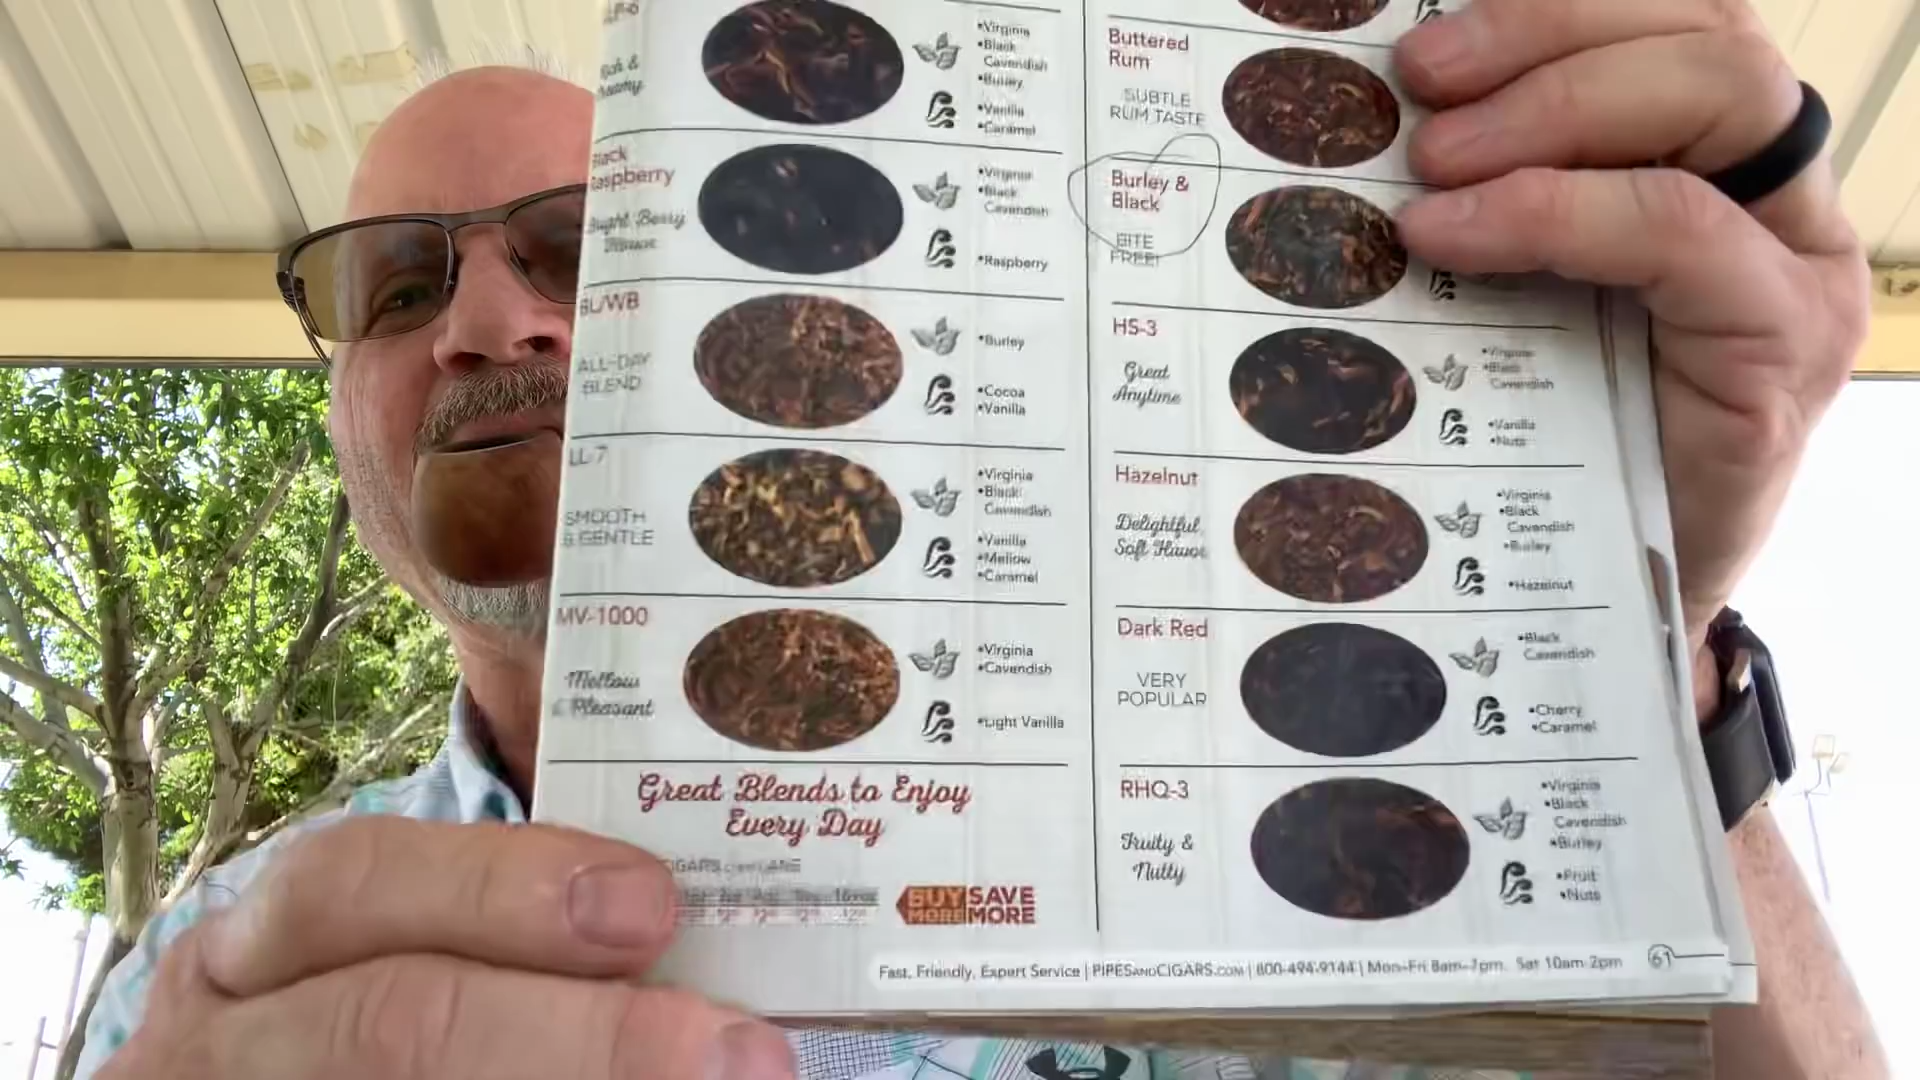 •Virginia
•Black
Cavendish
•Burley
•Vanilla
•Caramel
Black
Raspberry
•Virginia
•Black
Cavendish
•Raspberry
BL/WB
ALL-DAY
BLEND
•Burley
•Cocoa
•Vanilla
LL-7
SMOOTH
& GENTLE
•Virginia
•Black
Cavendish
•Vanilla
•Mellow
•Caramel
MV-1000
Mellow
& Pleasant
•Virginia
•Cavendish
•Light Vanilla
Great Blends to Enjoy
Every Day
BUY SAVE
MORE MORE
Buttered
Rum
SUBTLE
RUM TASTE
Burley &
Black
BITE
FREE!
HS-3
Great
Anytime
•Virginia
•Black
Cavendish
•Vanilla
•Nuts
Hazelnut
Delightful
Soft Flavor
•Virginia
•Black
Cavendish
•Burley
•Hazelnut
Dark Red
VERY
POPULAR
•Black
Cavendish
•Cherry
•Caramel
RHQ-3
Fruity &
Nutty
•Virginia
•Black
Cavendish
•Burley
•Fruit
•Nuts
Fast, Friendly, Expert Service | PIPESANDCIGARS.COM | 800-494-9144 | Mon-Fri 8am-7pm Sat 10am-2pm 61